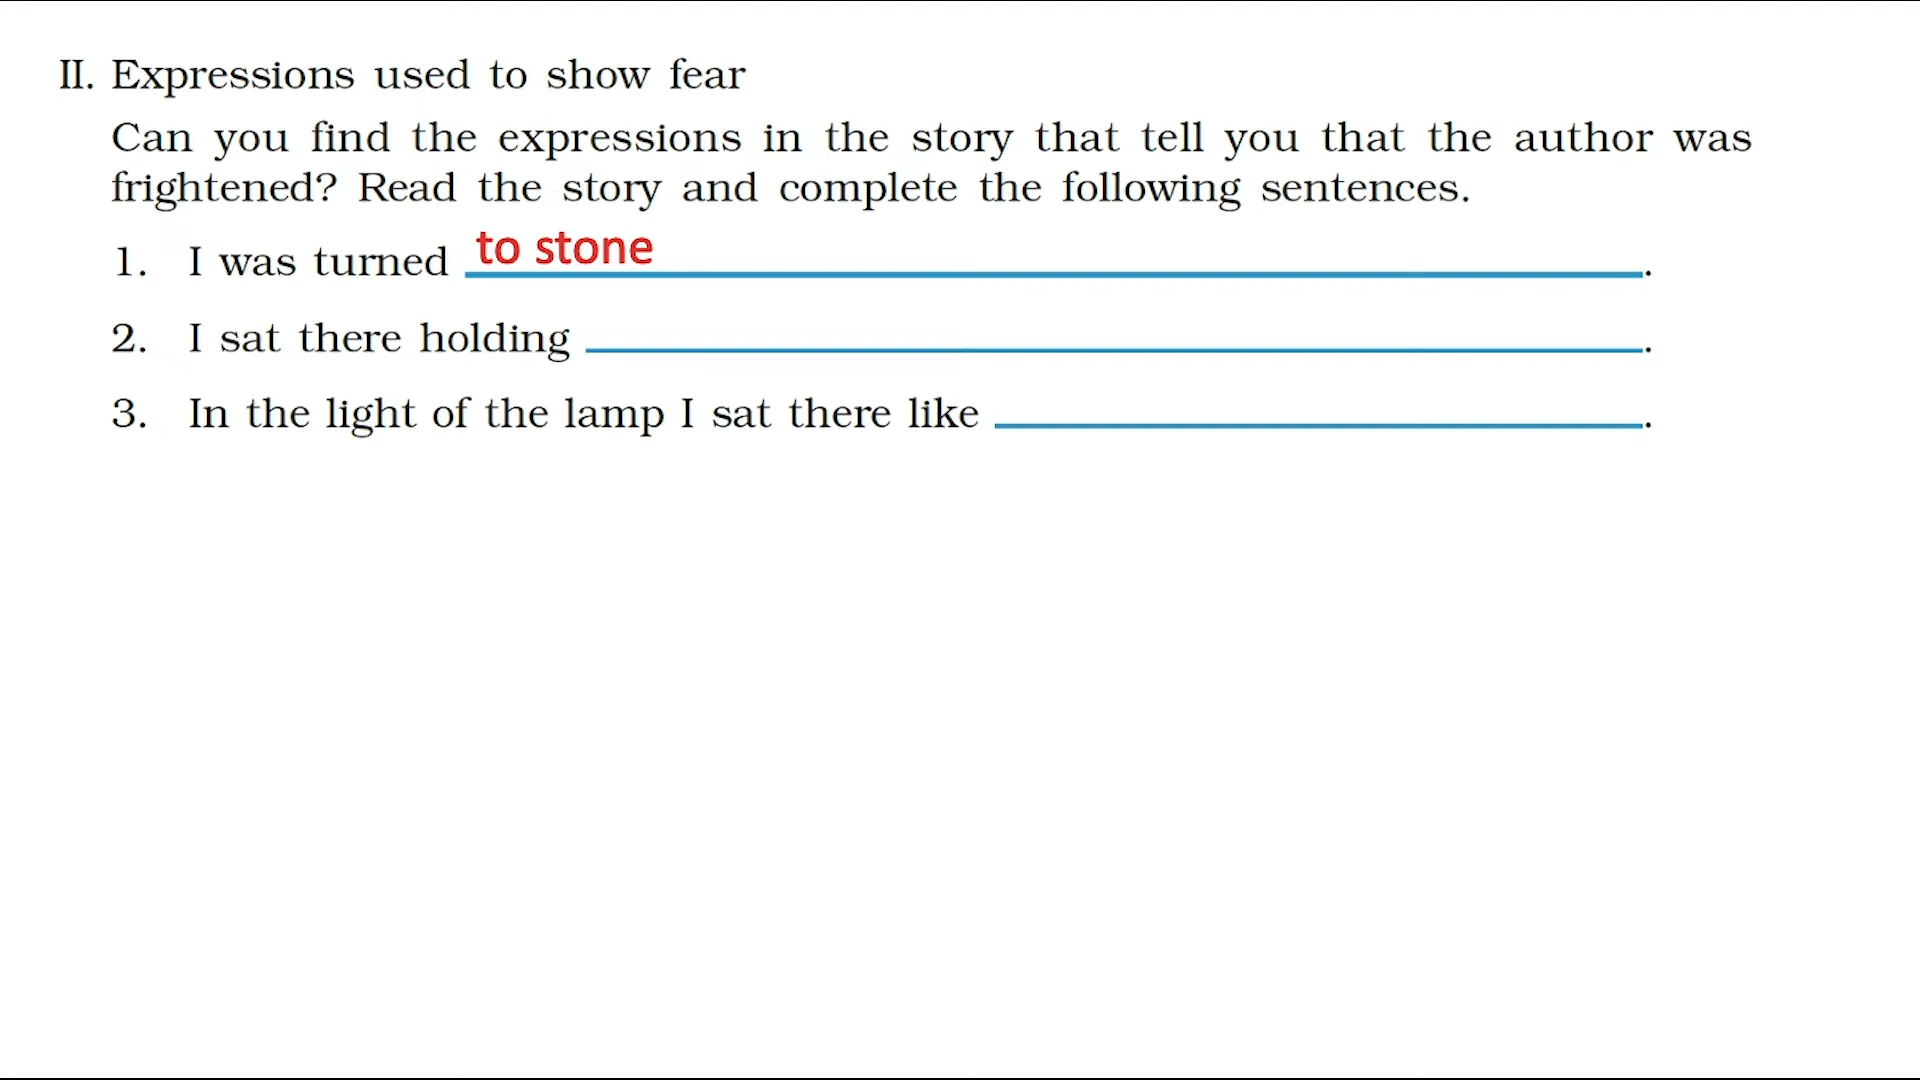 II. Expressions used to show fear
Can you find the expressions in the story that tell you that the author was
frightened? Read the story and complete the following sentences.
1. I was turned to stone.
2. I sat there holding .
3. In the light of the lamp I sat there like .